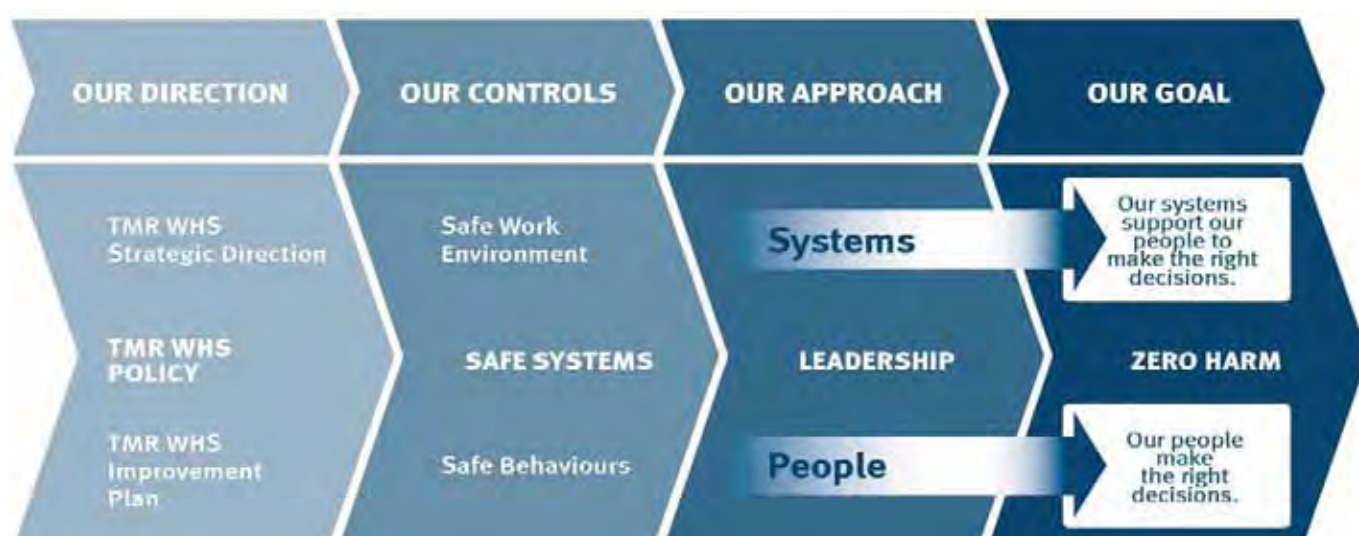 OUR DIRECTION
OUR CONTROLS
OUR APPROACH
OUR GOAL
TMR WHS
Strategic Direction
TMR WHS
POLICY
TMR WHS
Improvement
Plan
Safe Work
Environment
SAFE SYSTEMS
Safe Behaviours
Systems
LEADERSHIP
People
Our systems
support our
people to
make the right
decisions.
ZERO HARM
Our people
make
the right
decisions.